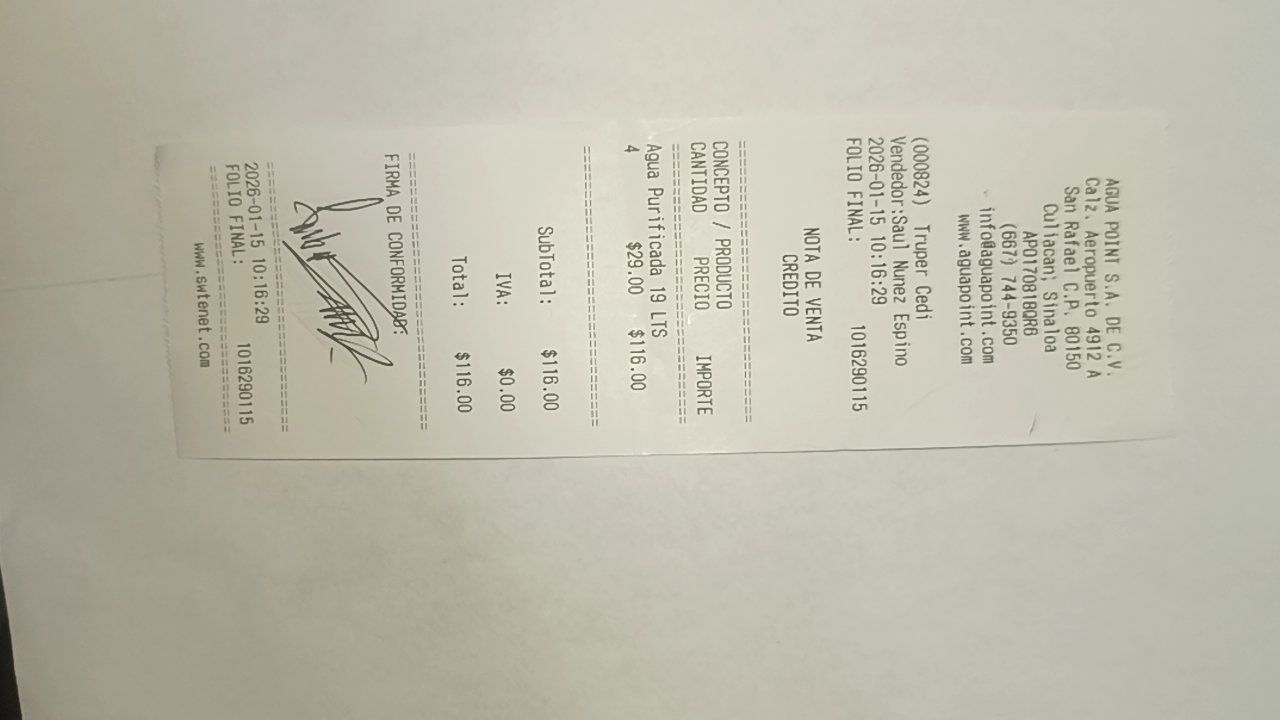 AGUA POINT S.A. DE C.V.
Calz. Aeropuerto 4912 A
San Rafael C.P. 80150
Culiacan, Sinaloa
APO170818QR6
(667) 744-9350
info@aguapoint.com
www.aguapoint.com
(000824) Truper Cedi
Vendedor:Saul Nunez Espino
2026-01-15 10:16:29
FOLIO FINAL: 1016290115
NOTA DE VENTA
CREDITO
==================================
CONCEPTO / PRODUCTO
CANTIDAD PRECIO IMPORTE
==================================
Agua Purificada 19 LTS
4 $29.00 $116.00
==================================
SubTotal: $116.00
IVA: $0.00
Total: $116.00
==================================
FIRMA DE CONFORMIDAD:
==================================
2026-01-15 10:16:29
FOLIO FINAL: 1016290115
==================================
www.swtenet.com